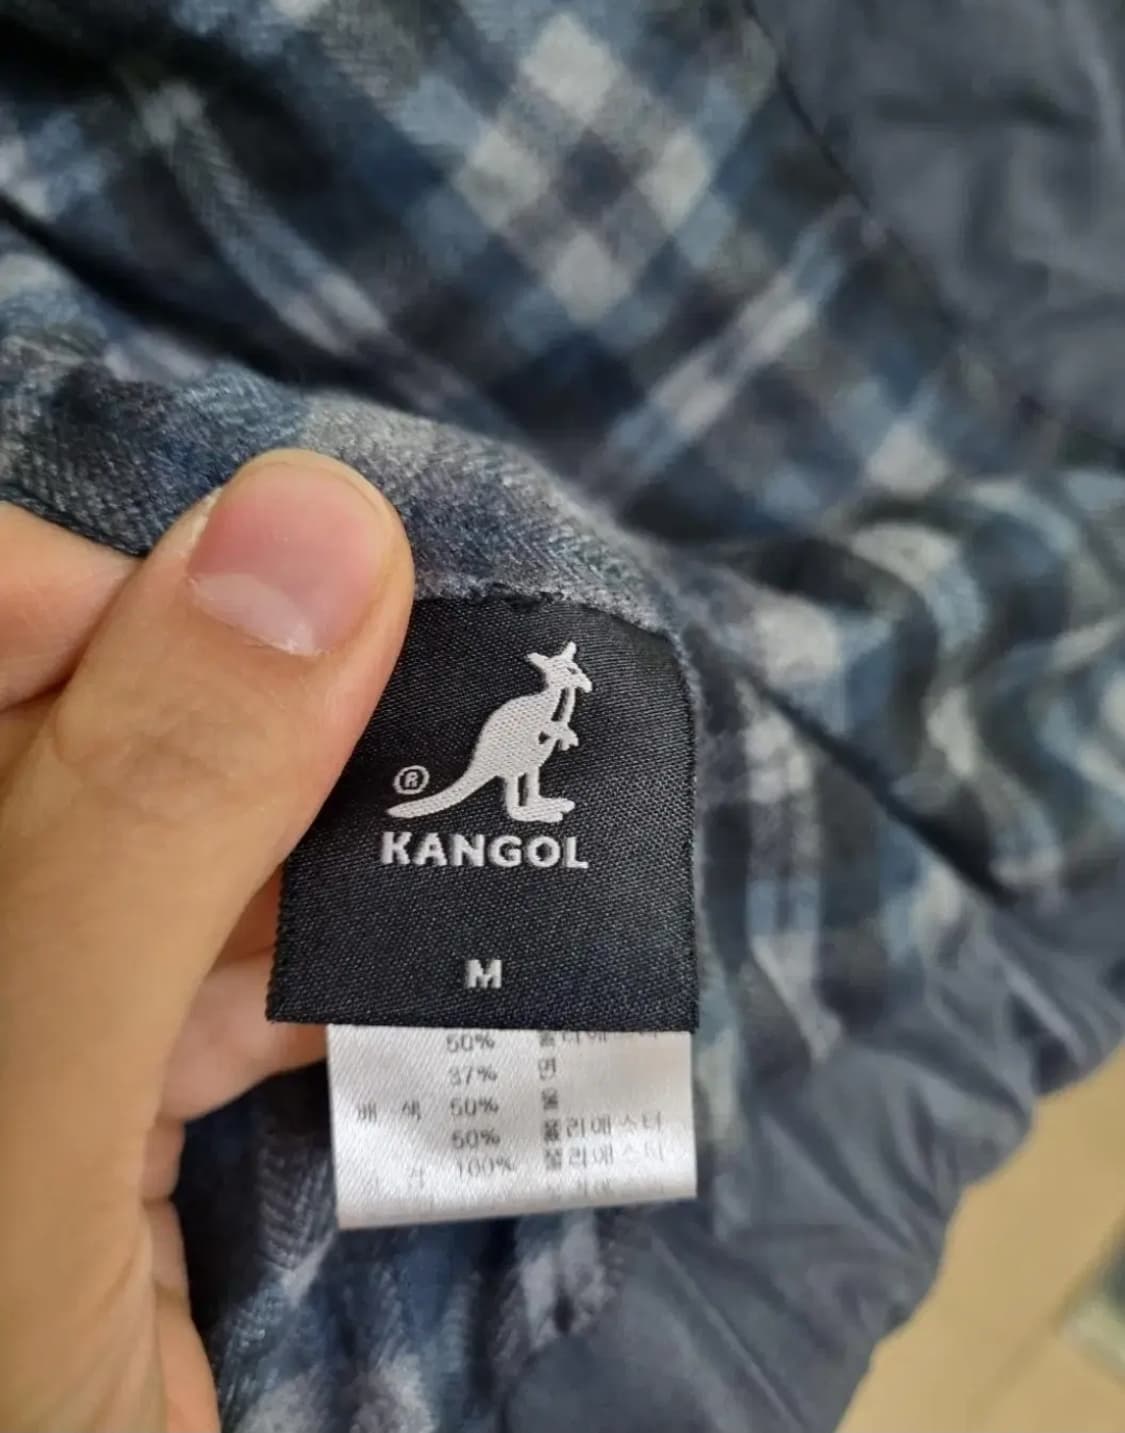 ®
KANGOL
M
50%
37% 면
배 색 50% 울
50% 폴리에스터
100% 폴리에스터